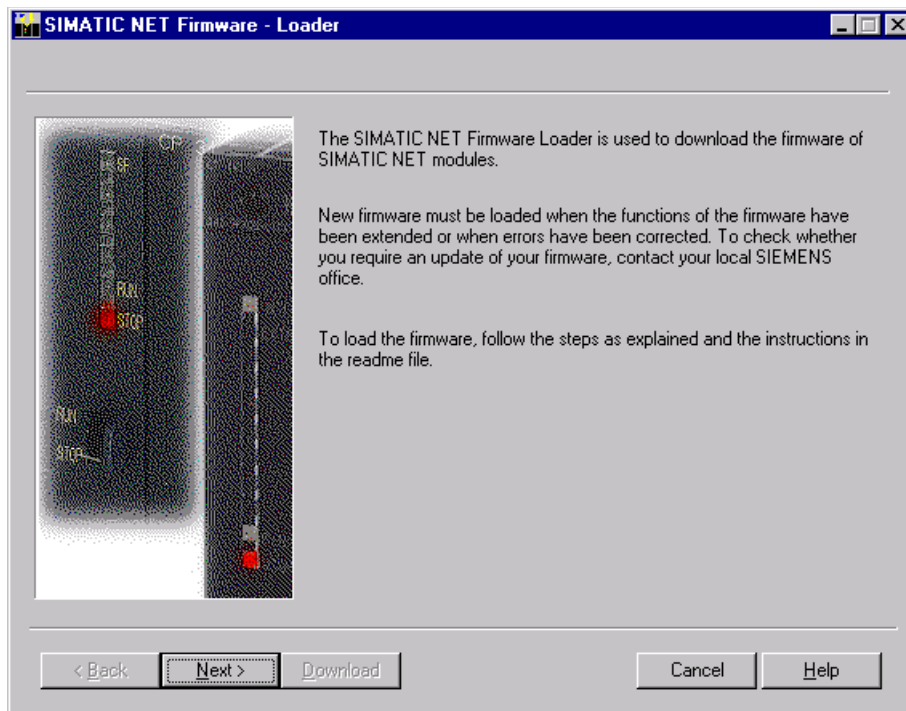 SIMATIC NET Firmware - Loader
CP 3
SF
RUN
STOP
RUN
STOP
The SIMATIC NET Firmware Loader is used to download the firmware of
SIMATIC NET modules.
New firmware must be loaded when the functions of the firmware have
been extended or when errors have been corrected. To check whether
you require an update of your firmware, contact your local SIEMENS
office.
To load the firmware, follow the steps as explained and the instructions in
the readme file.
< Back
Next >
Download
Cancel
Help